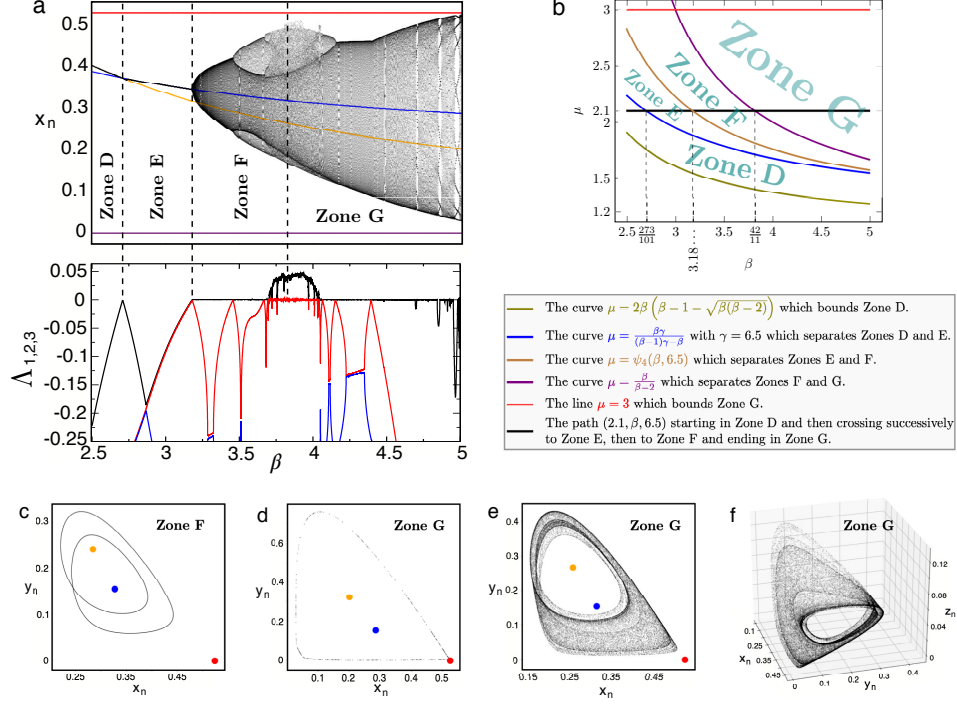 a
0.5
0.4
0.3
0.2
0.1
0
x_n
Zone D
Zone E
Zone F
Zone G
0.05
0
-0.05
-0.1
-0.15
-0.2
-0.25
Λ_{1,2,3}
2.5
3
3.5
4
4.5
5
β
b
3
2.5
2.1
2
1.5
1.2
μ
Zone G
Zone F
Zone E
Zone D
2.5
273/101
3
3.18...
3.5
42/11
4
4.5
5
β
The curve μ = 2β(β − 1 − √(β(β − 2))) which bounds Zone D.
The curve μ = βγ/((β−1)γ−β) with γ = 6.5 which separates Zones D and E.
The curve μ = ψ_4(β, 6.5) which separates Zones E and F.
The curve μ − β/(β−2) which separates Zones F and G.
The line μ = 3 which bounds Zone G.
The path (2.1, β, 6.5) starting in Zone D and then crossing successively
to Zone E, then to Zone F and ending in Zone G.
c
Zone F
0.3
0.2
0.1
0
y_n
0.25
0.45
x_n
d
Zone G
0.6
0.4
0.2
0
y_n
0.1
0.2
0.3
0.4
0.5
x_n
e
Zone G
0.4
0.3
0.2
0.1
0
y_n
0.15
0.25
0.35
0.45
x_n
f
Zone G
0.12
0.08
0.04
0
z_n
0.1
0.15
0.25
0.35
0.45
x_n
0
0.1
0.2
0.3
0.4
y_n